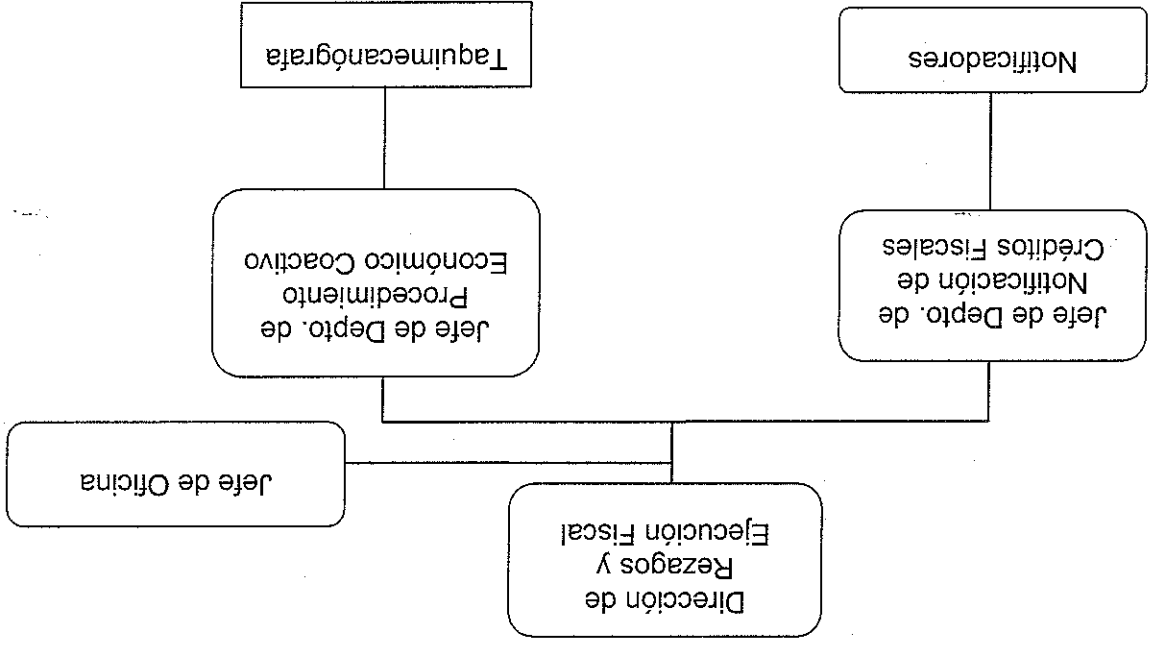 Dirección de
Rezagos y
Ejecución Fiscal
Jefe de Oficina
Jefe de Depto. de
Notificación de
Créditos Fiscales
Jefe de Depto. de
Procedimiento
Económico Coactivo
Notificadores
Taquimecanógrafa